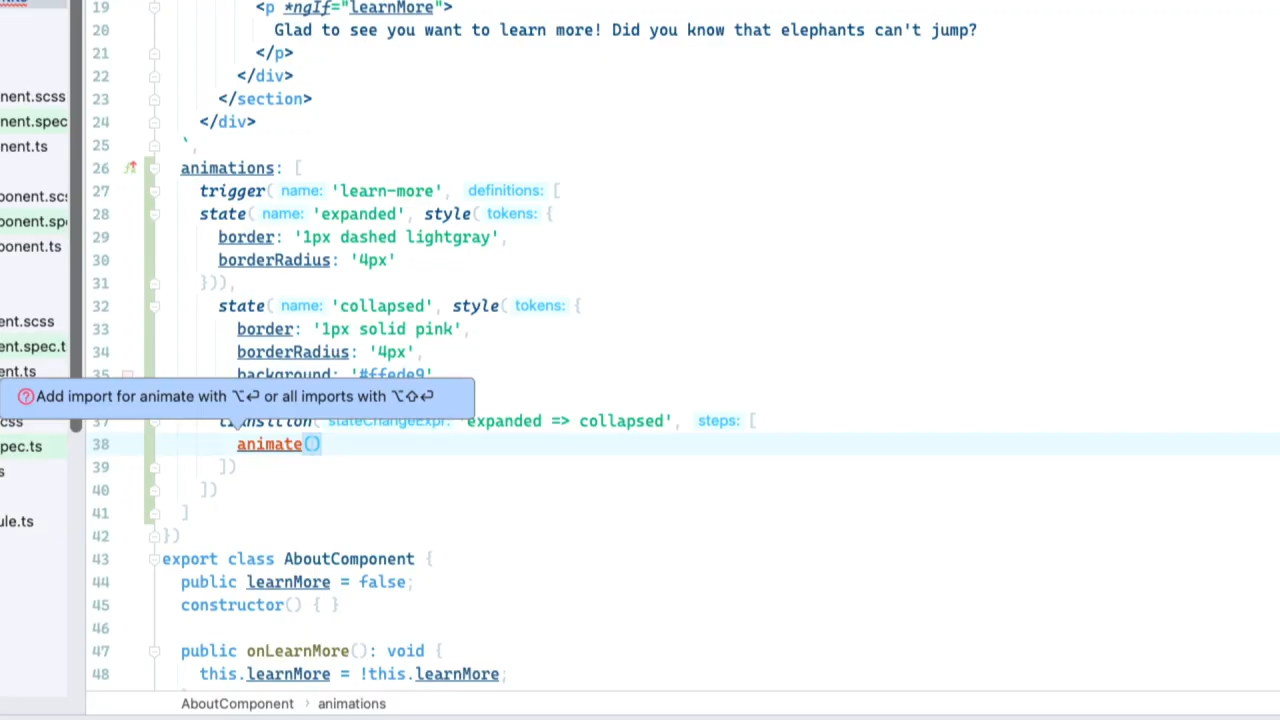 19 <p *ngIf="learnMore">
20 Glad to see you want to learn more! Did you know that elephants can't jump?
21 </p>
22 </div>
nent.scss 23 </section>
nent.spec 24 </div>
nent.ts 25 `,
26 animations: [
ponent.scs 27 trigger( name: 'learn-more', definitions: [
ponent.spe 28 state( name: 'expanded', style( tokens: {
ponent.ts 29 border: '1px dashed lightgray',
30 borderRadius: '4px'
31 })),
32 state( name: 'collapsed', style( tokens: {
ent.scss 33 border: '1px solid pink',
ent.spec.t 34 borderRadius: '4px',
ent.ts 35 background: '#ffede9'
Add import for animate with ⌥⏎ or all imports with ⌥⇧⏎
css 37 transition( stateChangeExpr: 'expanded => collapsed', steps: [
pec.ts 38 animate()
s 39 ])
40 ])
ule.ts 41 ]
42 })
43 export class AboutComponent {
44 public learnMore = false;
45 constructor() { }
46
47 public onLearnMore(): void {
48 this.learnMore = !this.learnMore;
AboutComponent › animations